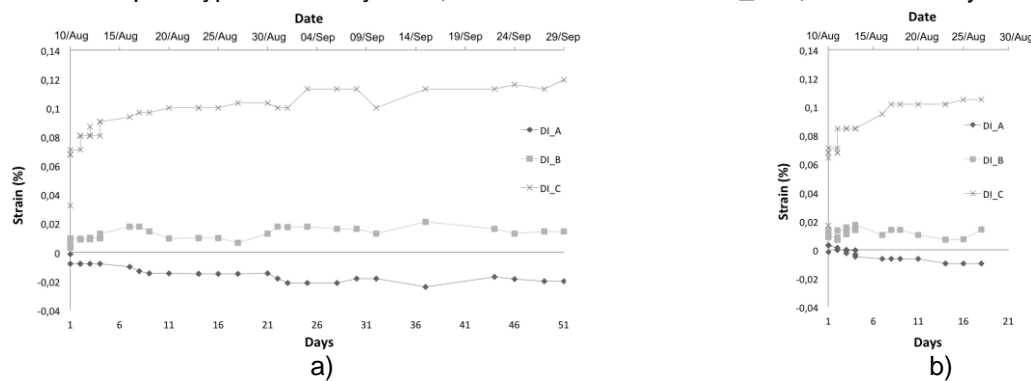 Date
10/Aug 15/Aug 20/Aug 25/Aug 30/Aug 04/Sep 09/Sep 14/Sep 19/Sep 24/Sep 29/Sep
0,14
0,12
0,1
0,08
0,06
0,04
0,02
0
-0,02
-0,04
Strain (%)
DI_A
DI_B
DI_C
1 6 11 16 21 26 31 36 41 46 51
Days
a)
Date
10/Aug 15/Aug 20/Aug 25/Aug 30/Aug
0,14
0,12
0,1
0,08
0,06
0,04
0,02
0
-0,02
-0,04
Strain (%)
DI_A
DI_B
DI_C
1 6 11 16 21
Days
b)